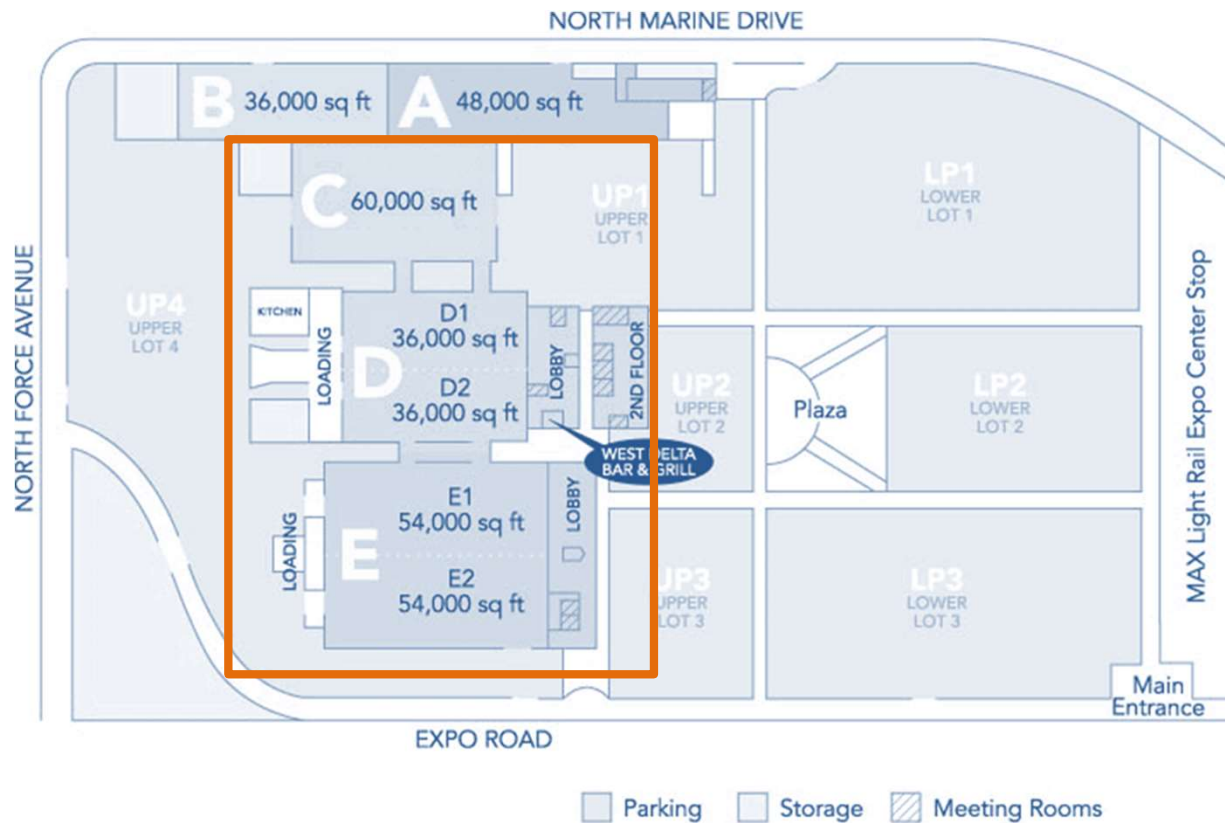 NORTH MARINE DRIVE
B
36,000 sq ft
A
48,000 sq ft
C
60,000 sq ft
UP1
UPPER
LOT 1
LP1
LOWER
LOT 1
NORTH FORCE AVENUE
UP4
UPPER
LOT 4
KITCHEN
LOADING
D
D1
36,000 sq ft
D2
36,000 sq ft
LOBBY
2ND FLOOR
WEST DELTA
BAR & GRILL
UP2
UPPER
LOT 2
Plaza
LP2
LOWER
LOT 2
MAX Light Rail Expo Center Stop
LOADING
E
E1
54,000 sq ft
E2
54,000 sq ft
LOBBY
UP3
UPPER
LOT 3
LP3
LOWER
LOT 3
Main
Entrance
EXPO ROAD
Parking
Storage
Meeting Rooms